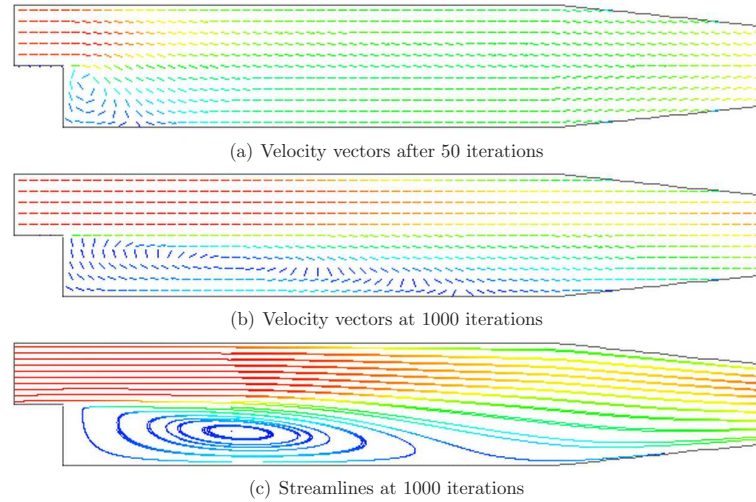 (a) Velocity vectors after 50 iterations
(b) Velocity vectors at 1000 iterations
(c) Streamlines at 1000 iterations